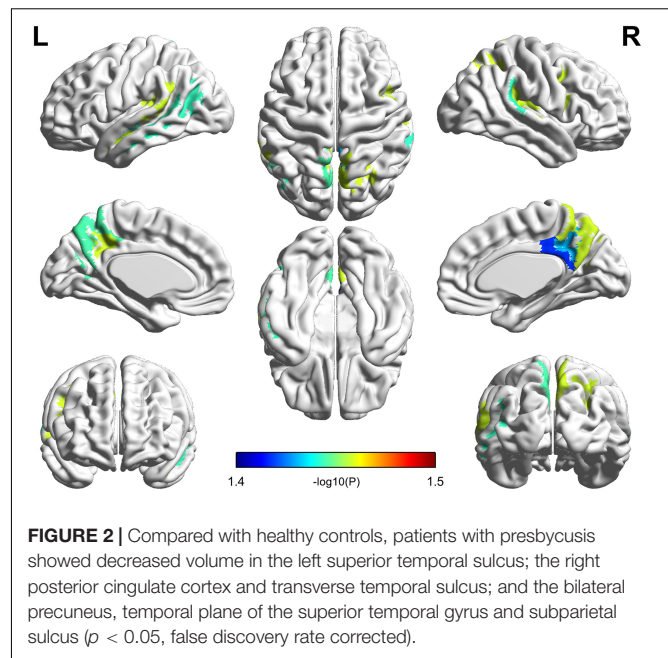 L
R
1.4
-log10(P)
1.5
FIGURE 2 | Compared with healthy controls, patients with presbycusis
showed decreased volume in the left superior temporal sulcus; the right
posterior cingulate cortex and transverse temporal sulcus; and the bilateral
precuneus, temporal plane of the superior temporal gyrus and subparietal
sulcus (p < 0.05, false discovery rate corrected).